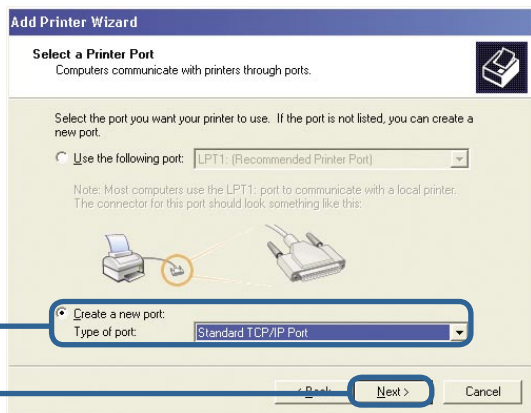 Add Printer Wizard
Select a Printer Port
Computers communicate with printers through ports.
Select the port you want your printer to use. If the port is not listed, you can create a
new port.
Use the following port: LPT1: (Recommended Printer Port)
Note: Most computers use the LPT1: port to communicate with a local printer.
The connector for this port should look something like this:
Create a new port:
Type of port: Standard TCP/IP Port
< Back Next > Cancel